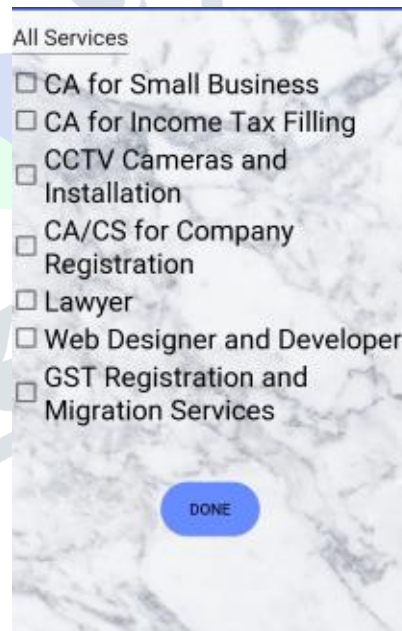 All Services
CA for Small Business
CA for Income Tax Filling
CCTV Cameras and
Installation
CA/CS for Company
Registration
Lawyer
Web Designer and Developer
GST Registration and
Migration Services
DONE